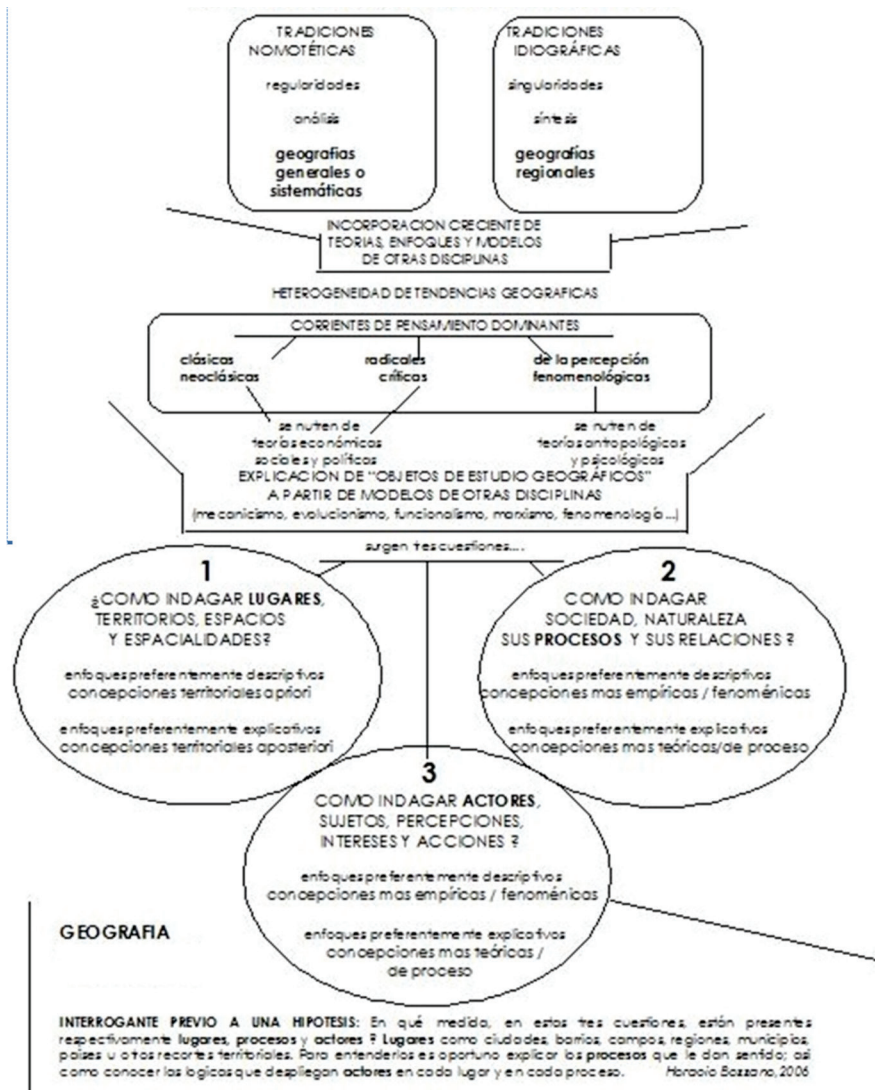 TRADICIONES
NOMOTÉTICAS
regularidades
análisis
geografías
generales o
sistemáticas
TRADICIONES
IDIOGRÁFICAS
singularidades
síntesis
geografías
regionales
INCORPORACION CRECIENTE DE
TEORIAS, ENFOQUES Y MODELOS
DE OTRAS DISCIPLINAS
HETEROGENEIDAD DE TENDENCIAS GEOGRAFICAS
CORRIENTES DE PENSAMIENTO DOMINANTES
clásicas
neoclásicas
radicales
críticas
de la percepción
fenomenológicas
se nutren de
teorías económicas
sociales y políticas
se nutren de
teorías antropológicas
y psicológicas
EXPLICACION DE "OBJETOS DE ESTUDIO GEOGRÁFICOS"
A PARTIR DE MODELOS DE OTRAS DISCIPLINAS
(mecanicismo, evolucionismo, funcionalismo, marxismo, fenomenología...)
surgen tres cuestiones....
1
¿COMO INDAGAR LUGARES,
TERRITORIOS, ESPACIOS
Y ESPACIALIDADES?
enfoques preferentemente descriptivos
concepciones territoriales apriori
enfoques preferentemente explicativos
concepciones territoriales aposteriori
2
COMO INDAGAR
SOCIEDAD, NATURALEZA
SUS PROCESOS Y SUS RELACIONES ?
enfoques preferentemente descriptivos
concepciones mas empíricas / fenoménicas
enfoques preferentemente explicativos
concepciones mas teóricas/de proceso
3
COMO INDAGAR ACTORES,
SUJETOS, PERCEPCIONES,
INTERESES Y ACCIONES ?
enfoques preferentemente descriptivos
concepciones mas empíricas / fenoménicas
enfoques preferentemente explicativos
concepciones mas teóricas /
de proceso
GEOGRAFIA
INTERROGANTE PREVIO A UNA HIPOTESIS: En qué medida, en estas tres cuestiones, están presentes
respectivamente lugares, procesos y actores ? Lugares como ciudades, barrios, campos, regiones, municipios,
países u otros recortes territoriales. Para entenderlos es oportuno explicar los procesos que le dan sentido; así
como conocer las logicas que despliegan actores en cada lugar y en cada proceso. Horacio Bozzano, 2006